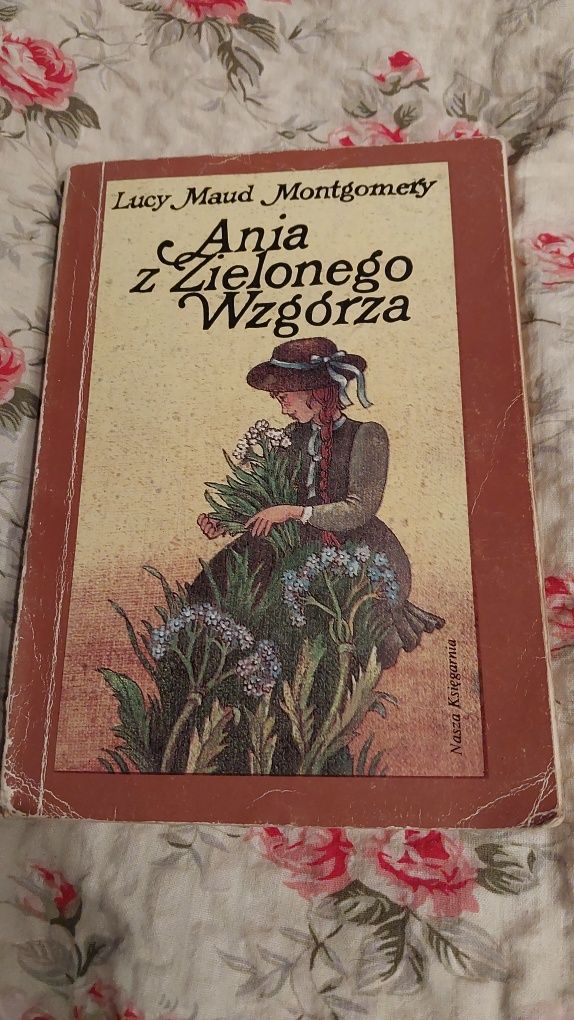 Lucy Maud Montgomery
Ania
z Zielonego
Wzgórza
Nasza Księgarnia